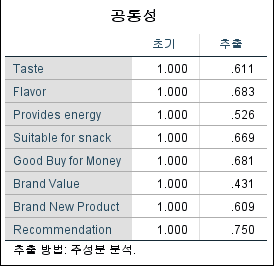 공통성
초기 추출
Taste 1.000 .611
Flavor 1.000 .683
Provides energy 1.000 .526
Suitable for snack 1.000 .669
Good Buy for Money 1.000 .681
Brand Value 1.000 .431
Brand New Product 1.000 .609
Recommendation 1.000 .750
추출 방법: 주성분 분석.